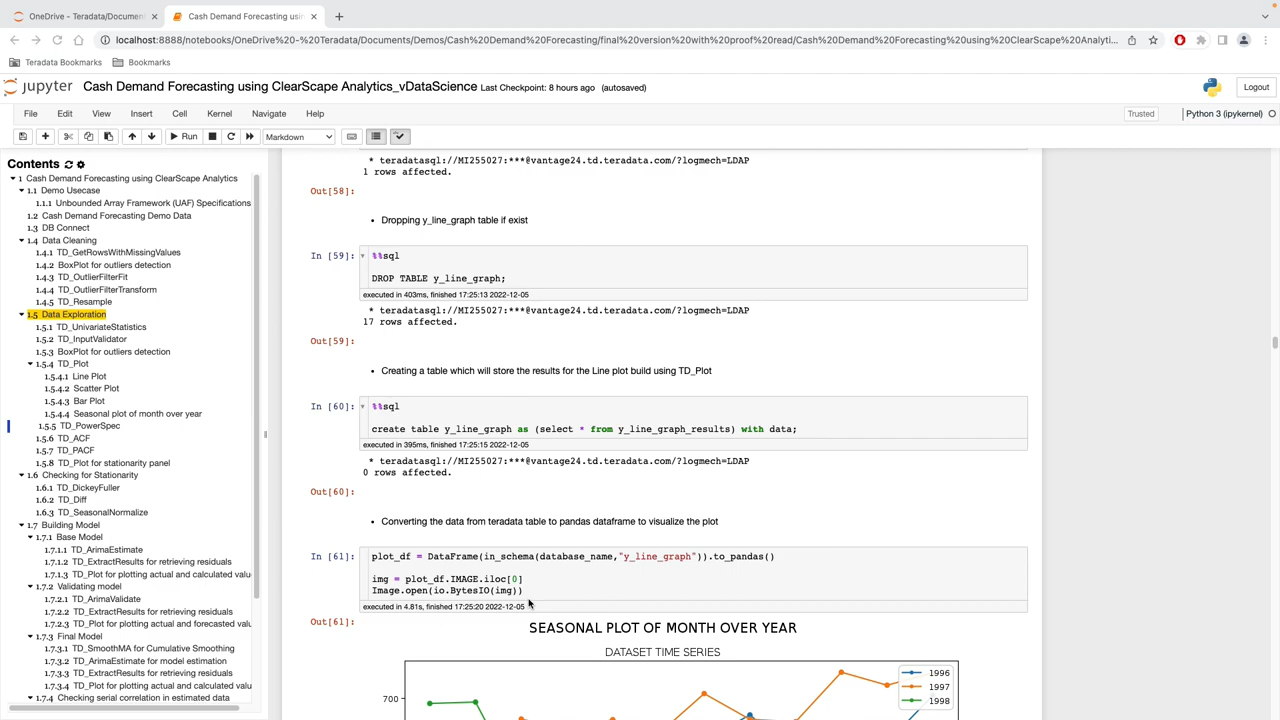 OneDrive - Teradata/Documen
Cash Demand Forecasting usin
localhost:8888/notebooks/OneDrive%20-%20Teradata/Documents/Demos/Cash%20Demand%20Forecasting/final%20version%20with%20proof%20read/Cash%20Demand%20Forecasting%20using%20ClearScape%20Analyti...
Teradata Bookmarks
Bookmarks
jupyter
Cash Demand Forecasting using ClearScape Analytics_vDataScience
Last Checkpoint: 8 hours ago (autosaved)
Logout
File Edit View Insert Cell Kernel Navigate Help
Trusted
Python 3 (ipykernel)
Run
Markdown
Contents
1 Cash Demand Forecasting using ClearScape Analytics
1.1 Demo Usecase
1.1.1 Unbounded Array Framework (UAF) Specifications
1.2 Cash Demand Forecasting Demo Data
1.3 DB Connect
1.4 Data Cleaning
1.4.1 TD_GetRowsWithMissingValues
1.4.2 BoxPlot for outliers detection
1.4.3 TD_OutlierFilterFit
1.4.4 TD_OutlierFilterTransform
1.4.5 TD_Resample
1.5 Data Exploration
1.5.1 TD_UnivariateStatistics
1.5.2 TD_InputValidator
1.5.3 BoxPlot for outliers detection
1.5.4 TD_Plot
1.5.4.1 Line Plot
1.5.4.2 Scatter Plot
1.5.4.3 Bar Plot
1.5.4.4 Seasonal plot of month over year
1.5.5 TD_PowerSpec
1.5.6 TD_ACF
1.5.7 TD_PACF
1.5.8 TD_Plot for stationarity panel
1.6 Checking for Stationarity
1.6.1 TD_DickeyFuller
1.6.2 TD_Diff
1.6.3 TD_SeasonalNormalize
1.7 Building Model
1.7.1 Base Model
1.7.1.1 TD_ArimaEstimate
1.7.1.2 TD_ExtractResults for retrieving residuals
1.7.1.3 TD_Plot for plotting actual and calculated valu
1.7.2 Validating model
1.7.2.1 TD_ArimaValidate
1.7.2.2 TD_ExtractResults for retrieving residuals
1.7.2.3 TD_Plot for plotting actual and forecasted valu
1.7.3 Final Model
1.7.3.1 TD_SmoothMA for Cumulative Smoothing
1.7.3.2 TD_ArimaEstimate for model estimation
1.7.3.3 TD_ExtractResults for retrieving residuals
1.7.3.4 TD_Plot for plotting actual and calculated valu
1.7.4 Checking serial correlation in estimated data
* teradatasql://MI255027:***@vantage24.td.teradata.com/?logmech=LDAP
1 rows affected.
Out[58]:
• Dropping y_line_graph table if exist
In [59]: %%sql
DROP TABLE y_line_graph;
executed in 403ms, finished 17:25:13 2022-12-05
* teradatasql://MI255027:***@vantage24.td.teradata.com/?logmech=LDAP
17 rows affected.
Out[59]:
• Creating a table which will store the results for the Line plot build using TD_Plot
In [60]: %%sql
create table y_line_graph as (select * from y_line_graph_results) with data;
executed in 395ms, finished 17:25:15 2022-12-05
* teradatasql://MI255027:***@vantage24.td.teradata.com/?logmech=LDAP
0 rows affected.
Out[60]:
• Converting the data from teradata table to pandas dataframe to visualize the plot
In [61]: plot_df = DataFrame(in_schema(database_name,"y_line_graph")).to_pandas()
img = plot_df.IMAGE.iloc[0]
Image.open(io.BytesIO(img))
executed in 4.81s, finished 17:25:20 2022-12-05
Out[61]:
SEASONAL PLOT OF MONTH OVER YEAR
DATASET TIME SERIES
700
1996
1997
1998